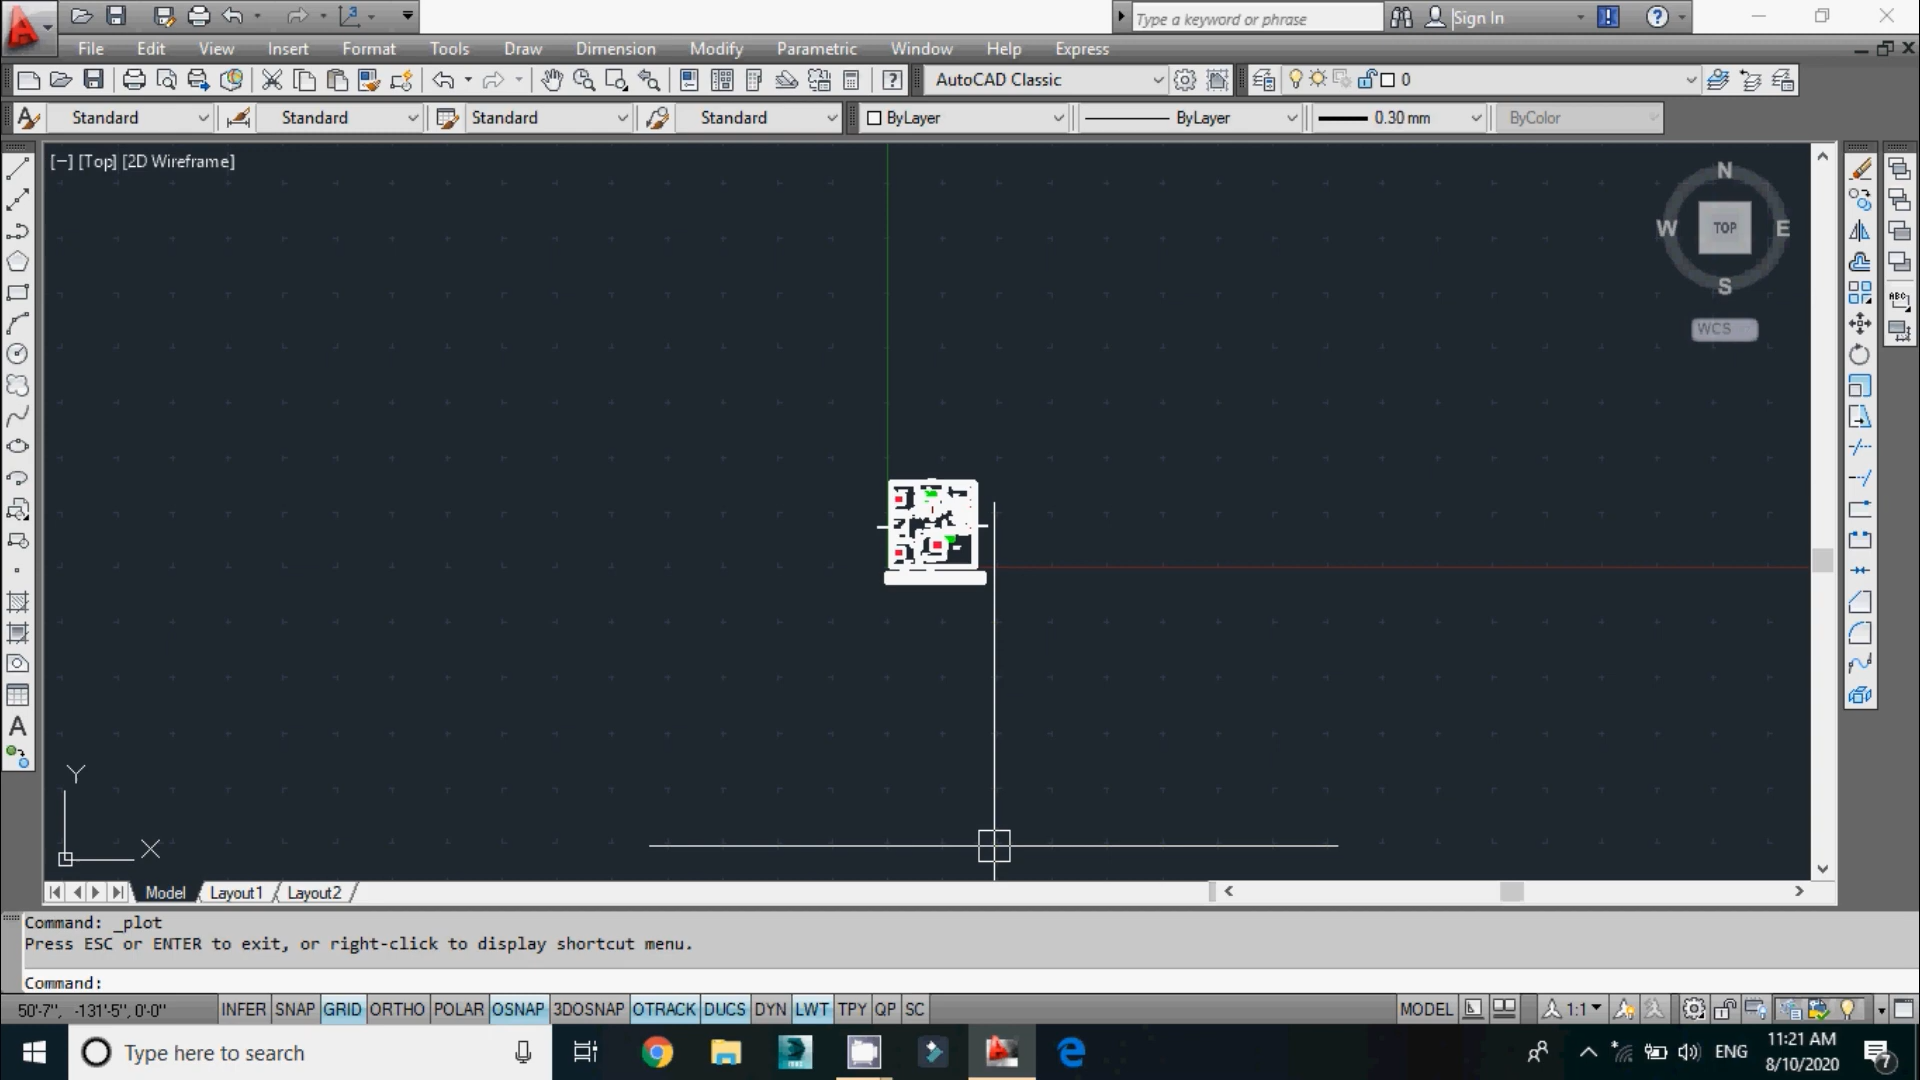 Type a keyword or phrase
Sign In
File Edit View Insert Format Tools Draw Dimension Modify Parametric Window Help Express
AutoCAD Classic
0
Standard Standard Standard Standard ByLayer ByLayer 0.30 mm ByColor
[−] [Top] [2D Wireframe]
N
W TOP E
S
WCS
ABC
A
Y
X
Model Layout1 Layout2
Command: _plot
Press ESC or ENTER to exit, or right-click to display shortcut menu.
Command:
50'-7", -131'-5", 0'-0" INFER SNAP GRID ORTHO POLAR OSNAP 3DOSNAP OTRACK DUCS DYN LWT TPY QP SC MODEL 1:1
Type here to search
ENG
11:21 AM
8/10/2020
7